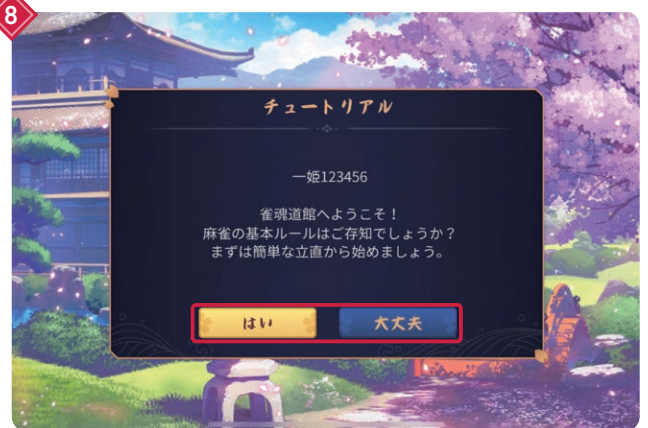 8
チュートリアル
一姫123456
雀魂道館へようこそ！
麻雀の基本ルールはご存知でしょうか？
まずは簡単な立直から始めましょう。
はい
大丈夫